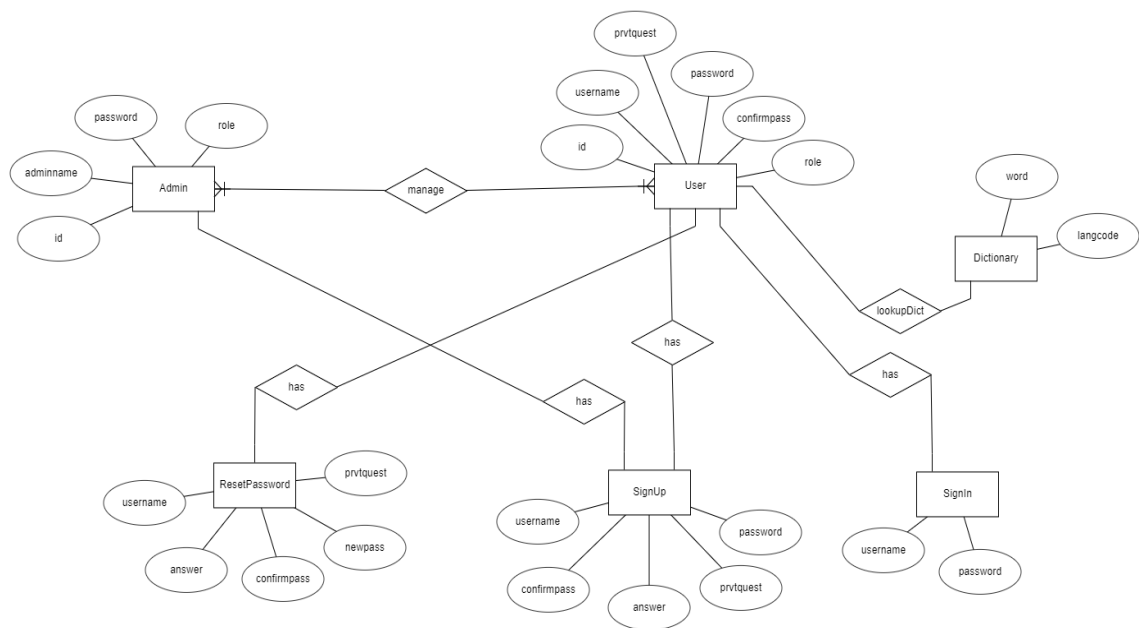 prvtquest
password
username
confirmpass
id
role
password
role
adminname
Admin
id
manage
User
word
langcode
Dictionary
lookupDict
has
has
has
has
ResetPassword
prvtquest
username
newpass
answer
confirmpass
SignUp
username
password
confirmpass
prvtquest
answer
SignIn
username
password